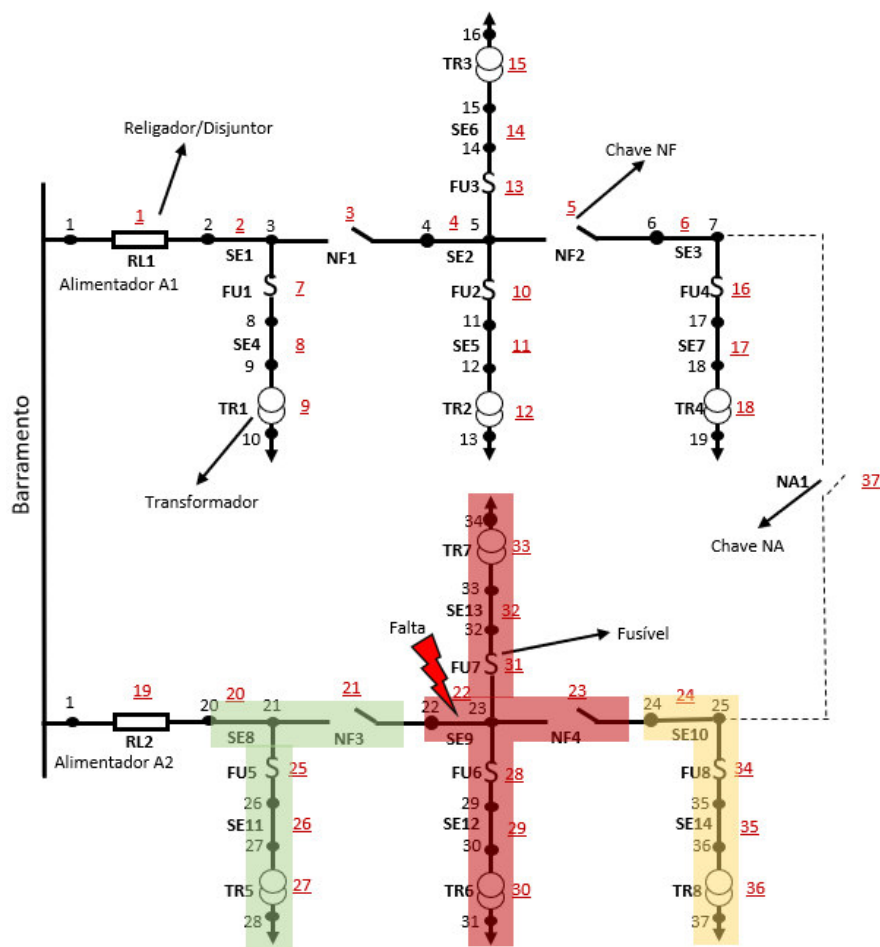 16
TR3 15
15
SE6 14
14
FU3 13
Religador/Disjuntor
Chave NF
1 1 2 2 3 3 4 4 5 5 6 6 7
RL1 SE1 NF1 SE2 NF2 SE3
Alimentador A1
FU1 7 FU2 10 FU4 16
8 11 17
SE4 8 SE5 11 SE7 17
9 12 18
TR1 9 TR2 12 TR4 18
10 13 19
Transformador
Barramento
NA1 37
Chave NA
34
TR7 33
33
SE13 32
32
Falta
Fusível
FU7 31
1 19 20 20 21 21 22 22 23 23 24 24 25
RL2 SE8 NF3 SE9 NF4 SE10
Alimentador A2
FU5 25 FU6 28 FU8 34
26 29 35
SE11 26 SE12 29 SE14 35
27 30 36
TR5 27 TR6 30 TR8 36
28 31 37